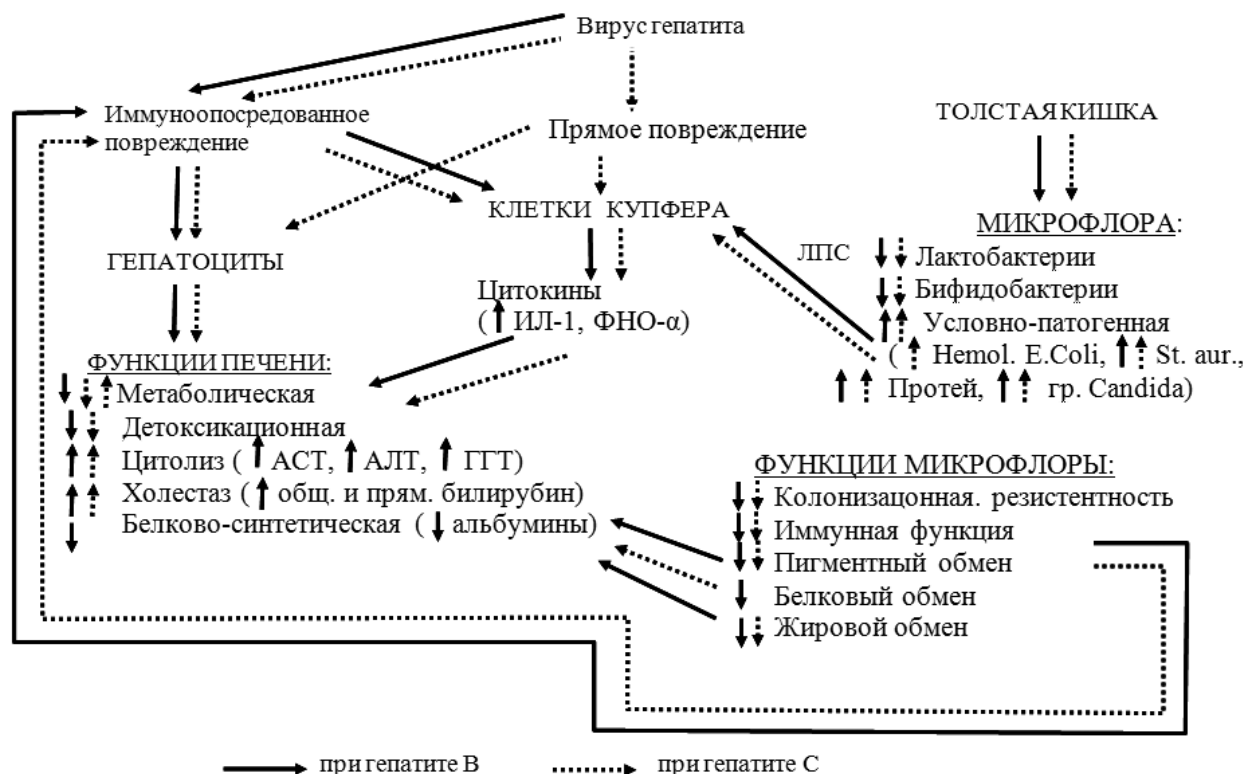 Вирус гепатита
Иммуноопосредованное
повреждение
Прямое повреждение
ТОЛСТАЯ КИШКА
КЛЕТКИ КУПФЕРА
МИКРОФЛОРА:
ЛПС
Лактобактерии
Бифидобактерии
Условно-патогенная
( Hemol. E.Coli, St. aur.,
Протей, гр. Candida)
ГЕПАТОЦИТЫ
Цитокины
( ИЛ-1, ФНО-α)
ФУНКЦИИ ПЕЧЕНИ:
Метаболическая
Детоксикационная
Цитолиз ( АСТ, АЛТ, ГГТ)
Холестаз ( общ. и прям. билирубин)
Белково-синтетическая ( альбумины)
ФУНКЦИИ МИКРОФЛОРЫ:
Колонизацонная. резистентность
Иммунная функция
Пигментный обмен
Белковый обмен
Жировой обмен
при гепатите В
при гепатите С